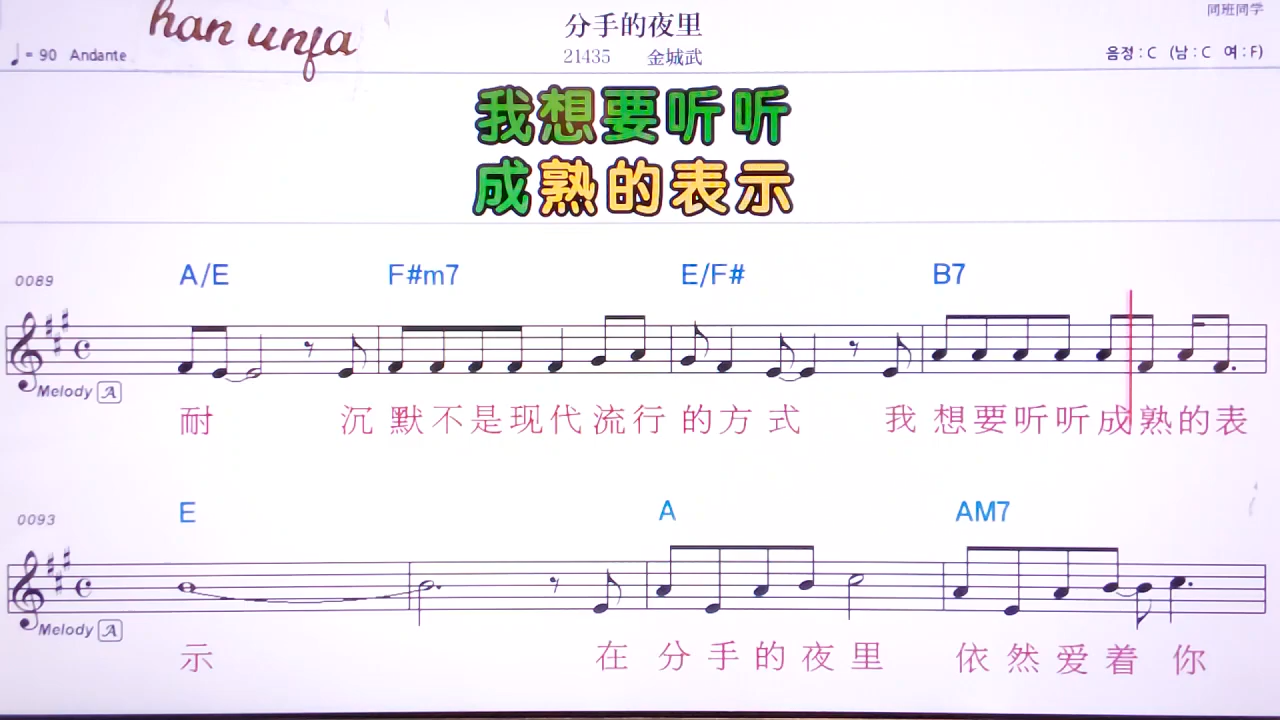 han unfa
分手的夜里
同班同学
♩= 90 Andante
21435 金城武
음정 : C (남 : C 여 : F)
我想要听听
成熟的表示
0089 A/E F#m7 E/F# B7
Melody A
耐 沉默不是现代流行的方式 我想要听听成熟的表
0093 E A AM7
Melody A
示 在分手的夜里 依然爱着你